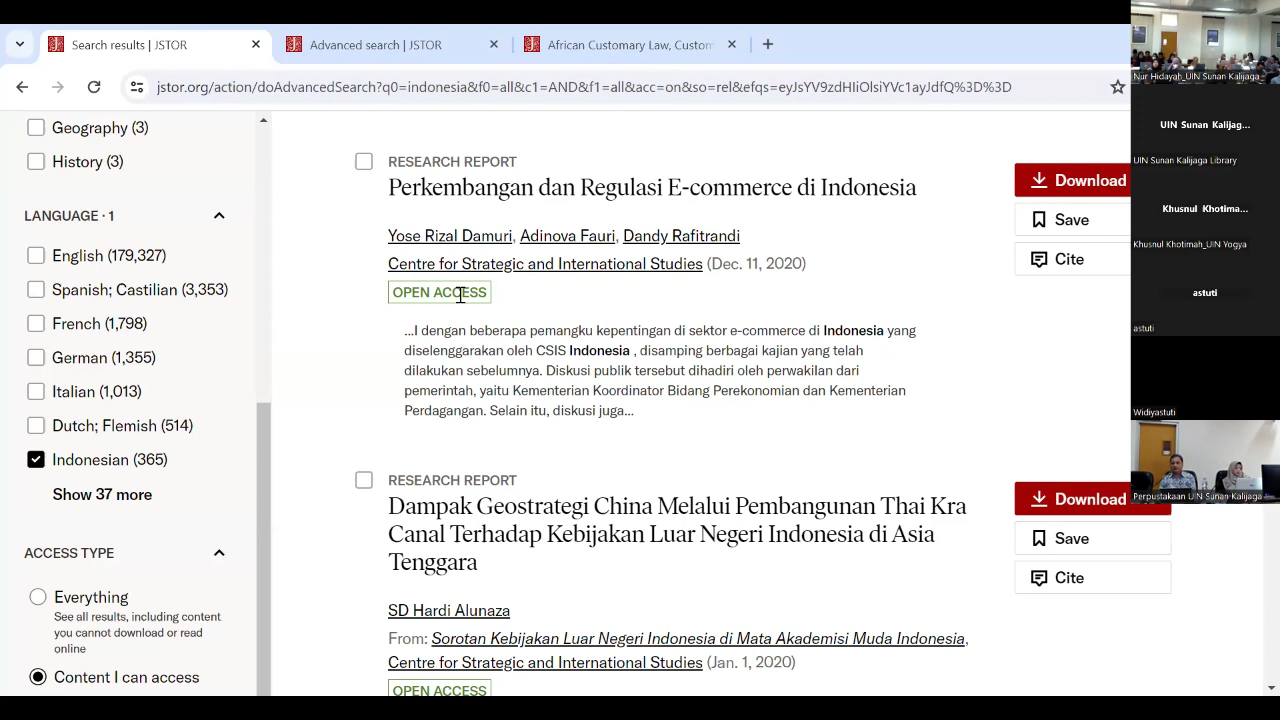 Search results | JSTOR
Advanced search | JSTOR
African Customary Law, Custom
jstor.org/action/doAdvancedSearch?q0=indonesia&f0=all&c1=AND&f1=all&acc=on&so=rel&efqs=eyJsYV9zdHIiOlsiYVc1ayJdfQ%3D%3D
Geography (3)
History (3)
LANGUAGE · 1
English (179,327)
Spanish; Castilian (3,353)
French (1,798)
German (1,355)
Italian (1,013)
Dutch; Flemish (514)
Indonesian (365)
Show 37 more
ACCESS TYPE
Everything
See all results, including content
you cannot download or read
online
Content I can access
RESEARCH REPORT
Perkembangan dan Regulasi E-commerce di Indonesia
Yose Rizal Damuri, Adinova Fauri, Dandy Rafitrandi
Centre for Strategic and International Studies (Dec. 11, 2020)
OPEN ACCESS
...I dengan beberapa pemangku kepentingan di sektor e-commerce di Indonesia yang
diselenggarakan oleh CSIS Indonesia , disamping berbagai kajian yang telah
dilakukan sebelumnya. Diskusi publik tersebut dihadiri oleh perwakilan dari
pemerintah, yaitu Kementerian Koordinator Bidang Perekonomian dan Kementerian
Perdagangan. Selain itu, diskusi juga...
Download
Save
Cite
RESEARCH REPORT
Dampak Geostrategi China Melalui Pembangunan Thai Kra
Canal Terhadap Kebijakan Luar Negeri Indonesia di Asia
Tenggara
SD Hardi Alunaza
From: Sorotan Kebijakan Luar Negeri Indonesia di Mata Akademisi Muda Indonesia,
Centre for Strategic and International Studies (Jan. 1, 2020)
OPEN ACCESS
Download
Save
Cite
Nur Hidayah_UIN Sunan Kalijaga
UIN Sunan Kalijag...
UIN Sunan Kalijaga Library
Khusnul Khotima...
Khusnul Khotimah_UIN Yogya
astuti
astuti
Widiyastuti
Perpustakaan UIN Sunan Kalijaga